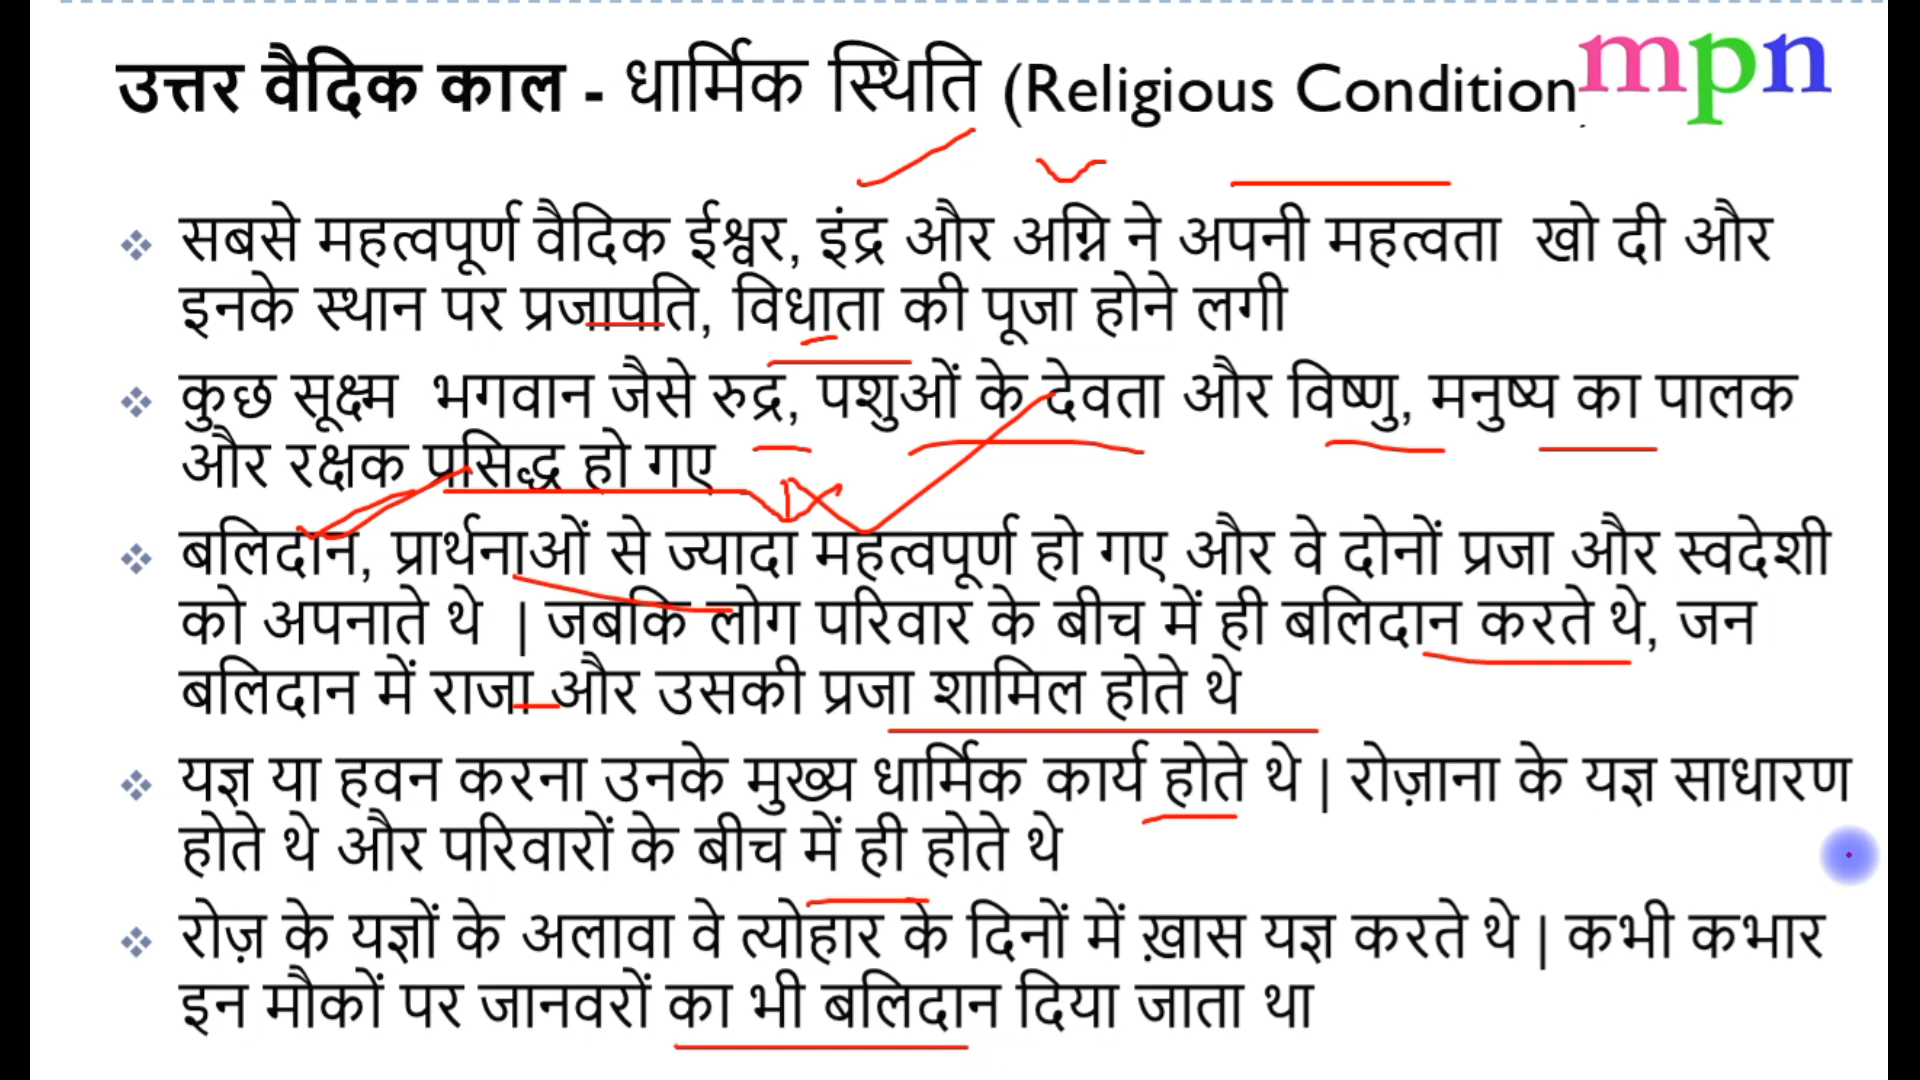 उत्तर वैदिक काल - धार्मिक स्थिति (Religious Condition)
mpn
सबसे महत्वपूर्ण वैदिक ईश्वर, इंद्र और अग्नि ने अपनी महत्वता खो दी और
इनके स्थान पर प्रजापति, विधाता की पूजा होने लगी
कुछ सूक्ष्म भगवान जैसे रुद्र, पशुओं के देवता और विष्णु, मनुष्य का पालक
और रक्षक प्रसिद्ध हो गए
बलिदान, प्रार्थनाओं से ज्यादा महत्वपूर्ण हो गए और वे दोनों प्रजा और स्वदेशी
को अपनाते थे | जबकि लोग परिवार के बीच में ही बलिदान करते थे, जन
बलिदान में राजा और उसकी प्रजा शामिल होते थे
यज्ञ या हवन करना उनके मुख्य धार्मिक कार्य होते थे | रोज़ाना के यज्ञ साधारण
होते थे और परिवारों के बीच में ही होते थे
रोज़ के यज्ञों के अलावा वे त्योहार के दिनों में ख़ास यज्ञ करते थे | कभी कभार
इन मौकों पर जानवरों का भी बलिदान दिया जाता था